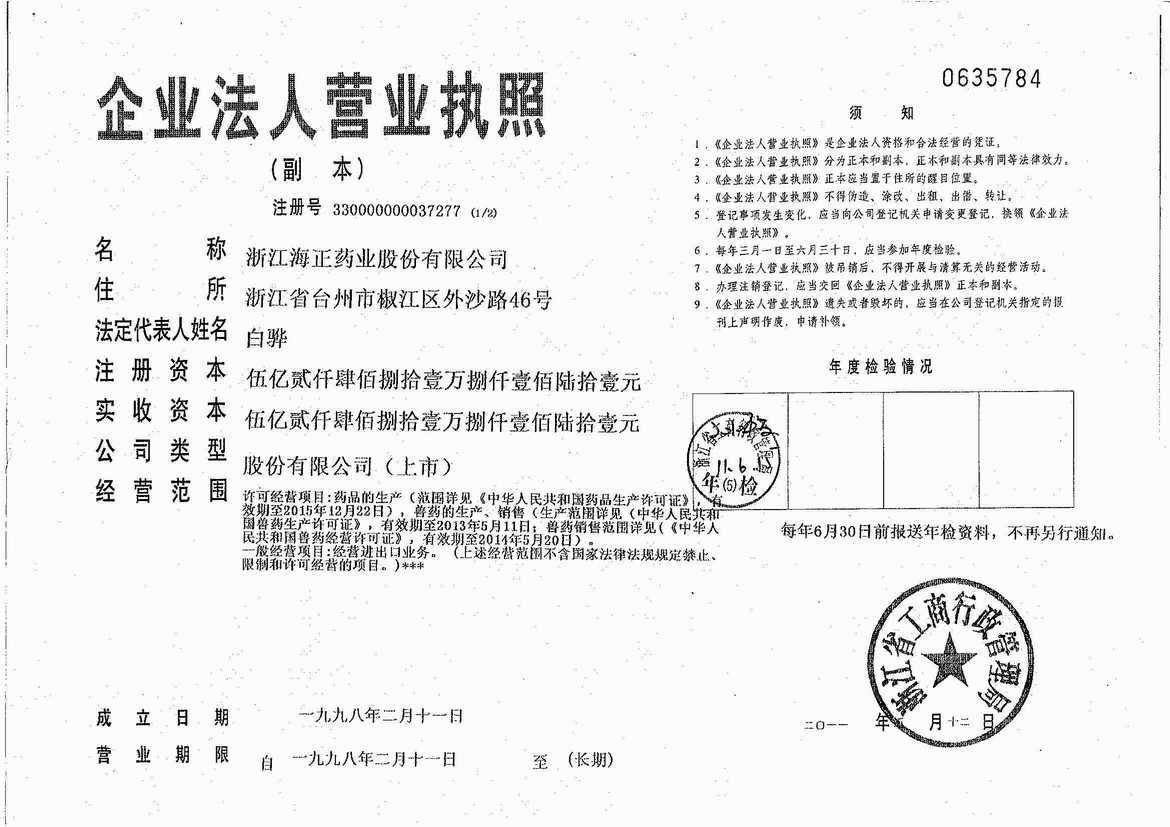 企业法人营业执照
（副 本）
注册号 330000000037277 (1/2)
名 称 浙江海正药业股份有限公司
住 所 浙江省台州市椒江区外沙路46号
法定代表人姓名 白骅
注册资本 伍亿贰仟肆佰捌拾壹万捌仟壹佰陆拾壹元
实收资本 伍亿贰仟肆佰捌拾壹万捌仟壹佰陆拾壹元
公司类型 股份有限公司（上市）
经营范围 许可经营项目:药品的生产（范围详见《中华人民共和国药品生产许可证》，有
效期至2015年12月22日），兽药的生产、销售（生产范围详见（中华人民共和
国兽药生产许可证》，有效期至2013年5月11日；兽药销售范围详见(《中华人
民共和国兽药经营许可证》，有效期至2014年5月20日）。
一般经营项目:经营进出口业务。（上述经营范围不含国家法律法规规定禁止、
限制和许可经营的项目。)***
成立日期 一九九八年二月十一日
营业期限 自 一九九八年二月十一日 至 (长期)
0635784
须 知
1．《企业法人营业执照》是企业法人资格和合法经营的凭证。
2．《企业法人营业执照》分为正本和副本，正本和副本具有同等法律效力。
3．《企业法人营业执照》正本应当置于住所的醒目位置。
4．《企业法人营业执照》不得伪造、涂改、出租、出借、转让。
5．登记事项发生变化，应当向公司登记机关申请变更登记，换领《企业法
人营业执照》。
6．每年三月一日至六月三十日，应当参加年度检验。
7．《企业法人营业执照》被吊销后，不得开展与清算无关的经营活动。
8．办理注销登记，应当交回《企业法人营业执照》正本和副本。
9．《企业法人营业执照》遗失或者毁坏的，应当在公司登记机关指定的报
刊上声明作废，申请补领。
年度检验情况
浙江省工商行政管理局
11.6.15
年(5)检
每年6月30日前报送年检资料，不再另行通知。
浙江省工商行政管理局
二〇一一 年 月 十二 日